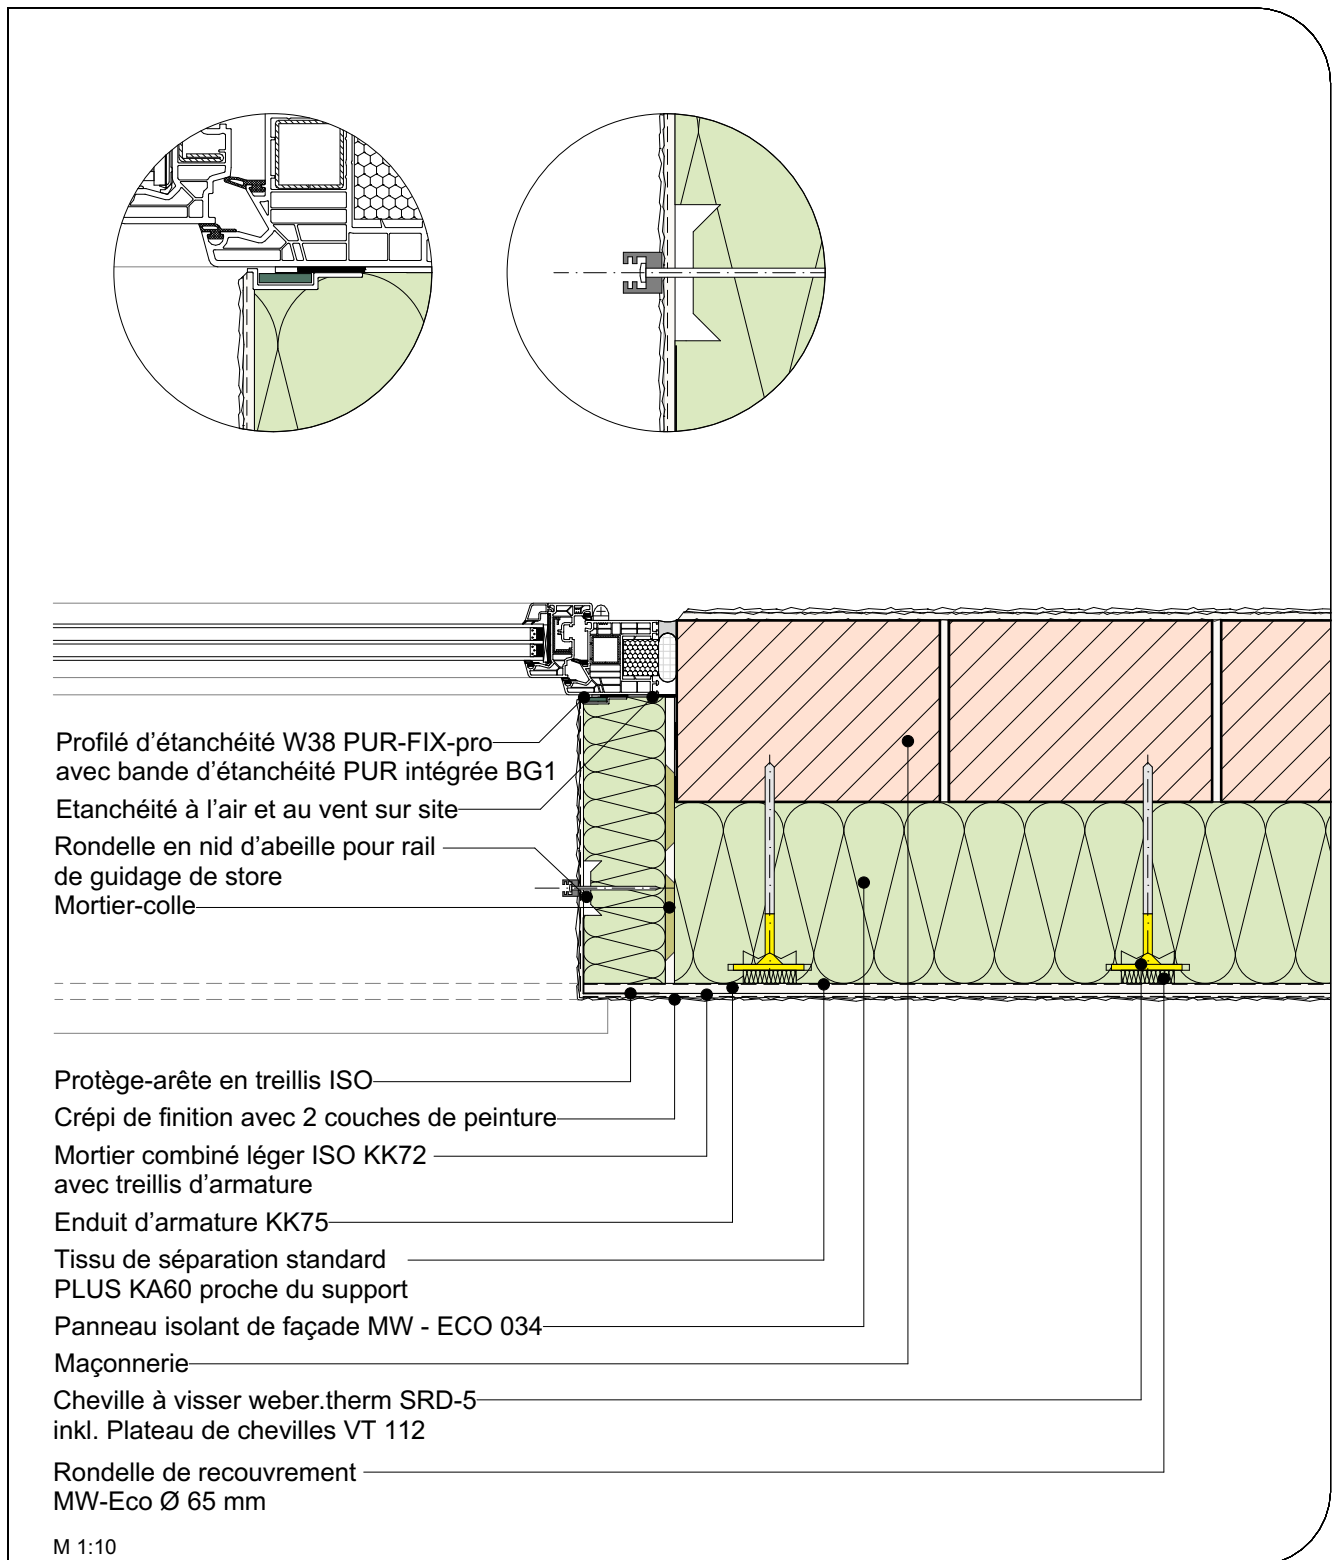 Profilé d’étanchéité W38 PUR-FIX-pro
avec bande d’étanchéité PUR intégrée BG1
Etanchéité à l’air et au vent sur site
Rondelle en nid d’abeille pour rail
de guidage de store
Mortier-colle
Protège-arête en treillis ISO
Crépi de finition avec 2 couches de peinture
Mortier combiné léger ISO KK72
avec treillis d’armature
Enduit d’armature KK75
Tissu de séparation standard
PLUS KA60 proche du support
Panneau isolant de façade MW - ECO 034
Maçonnerie
Cheville à visser weber.therm SRD-5
inkl. Plateau de chevilles VT 112
Rondelle de recouvrement
MW-Eco Ø 65 mm
M 1:10